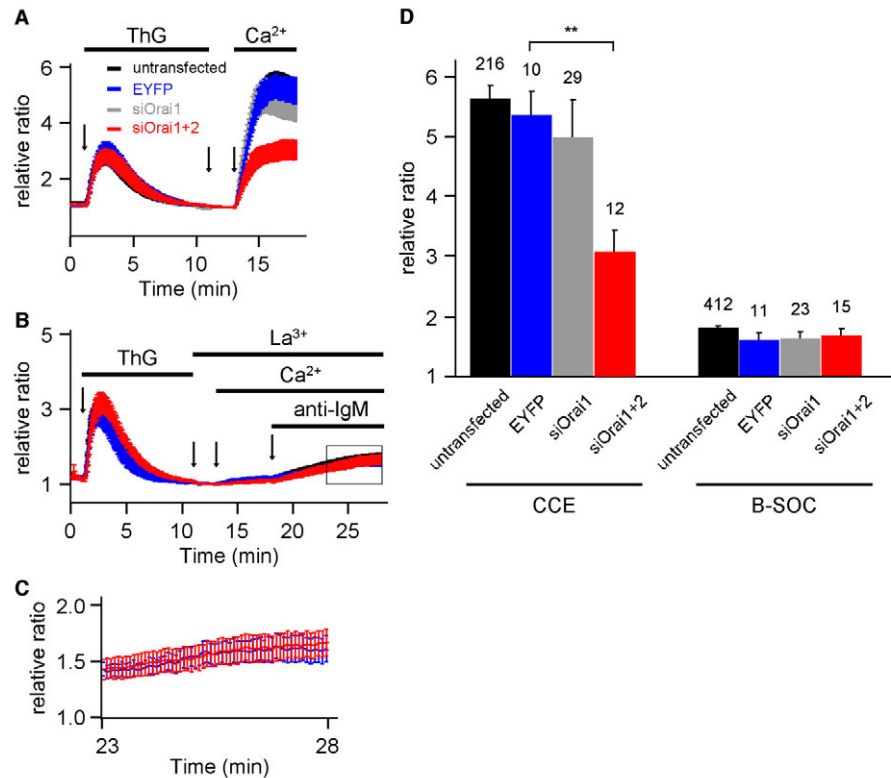 A
ThG
Ca²⁺
untransfected
EYFP
siOrai1
siOrai1+2
relative ratio
6
4
2
0
5
10
15
Time (min)
B
La³⁺
ThG
Ca²⁺
anti-IgM
relative ratio
5
3
1
0
5
10
15
20
25
Time (min)
C
relative ratio
2.0
1.5
1.0
23
28
Time (min)
D
**
216
10
29
12
412
11
23
15
relative ratio
6
5
4
3
2
1
untransfected
EYFP
siOrai1
siOrai1+2
untransfected
EYFP
siOrai1
siOrai1+2
CCE
B-SOC